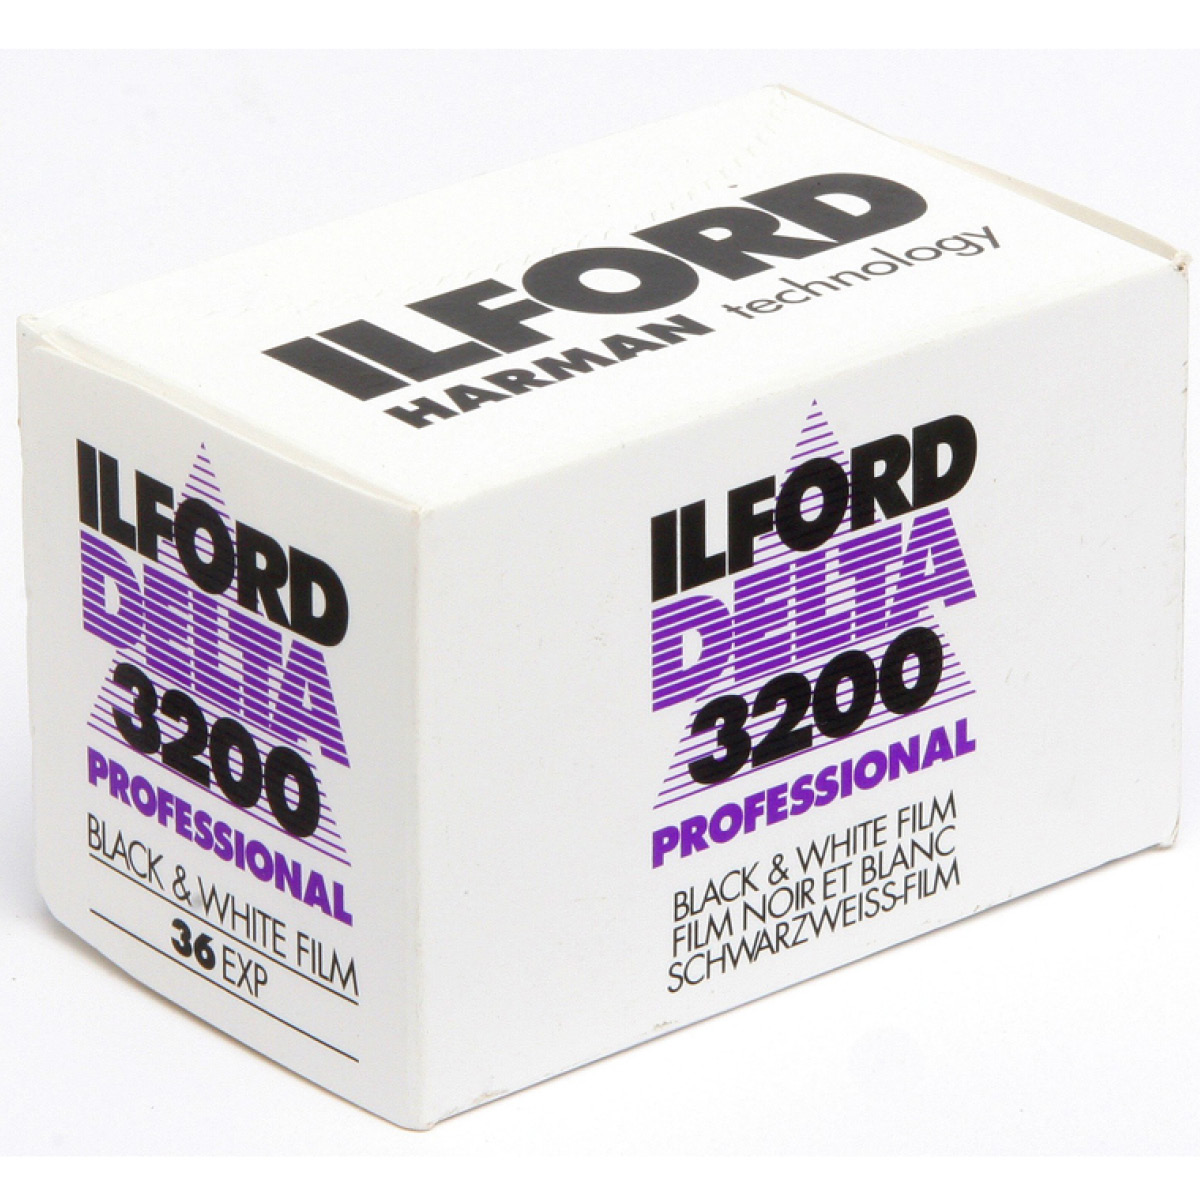 ILFORD
HARMAN technology
ILFORD
DELTA
3200
PROFESSIONAL
BLACK & WHITE FILM
36 EXP
ILFORD
DELTA
3200
PROFESSIONAL
BLACK & WHITE FILM
FILM NOIR ET BLANC
SCHWARZWEISS-FILM